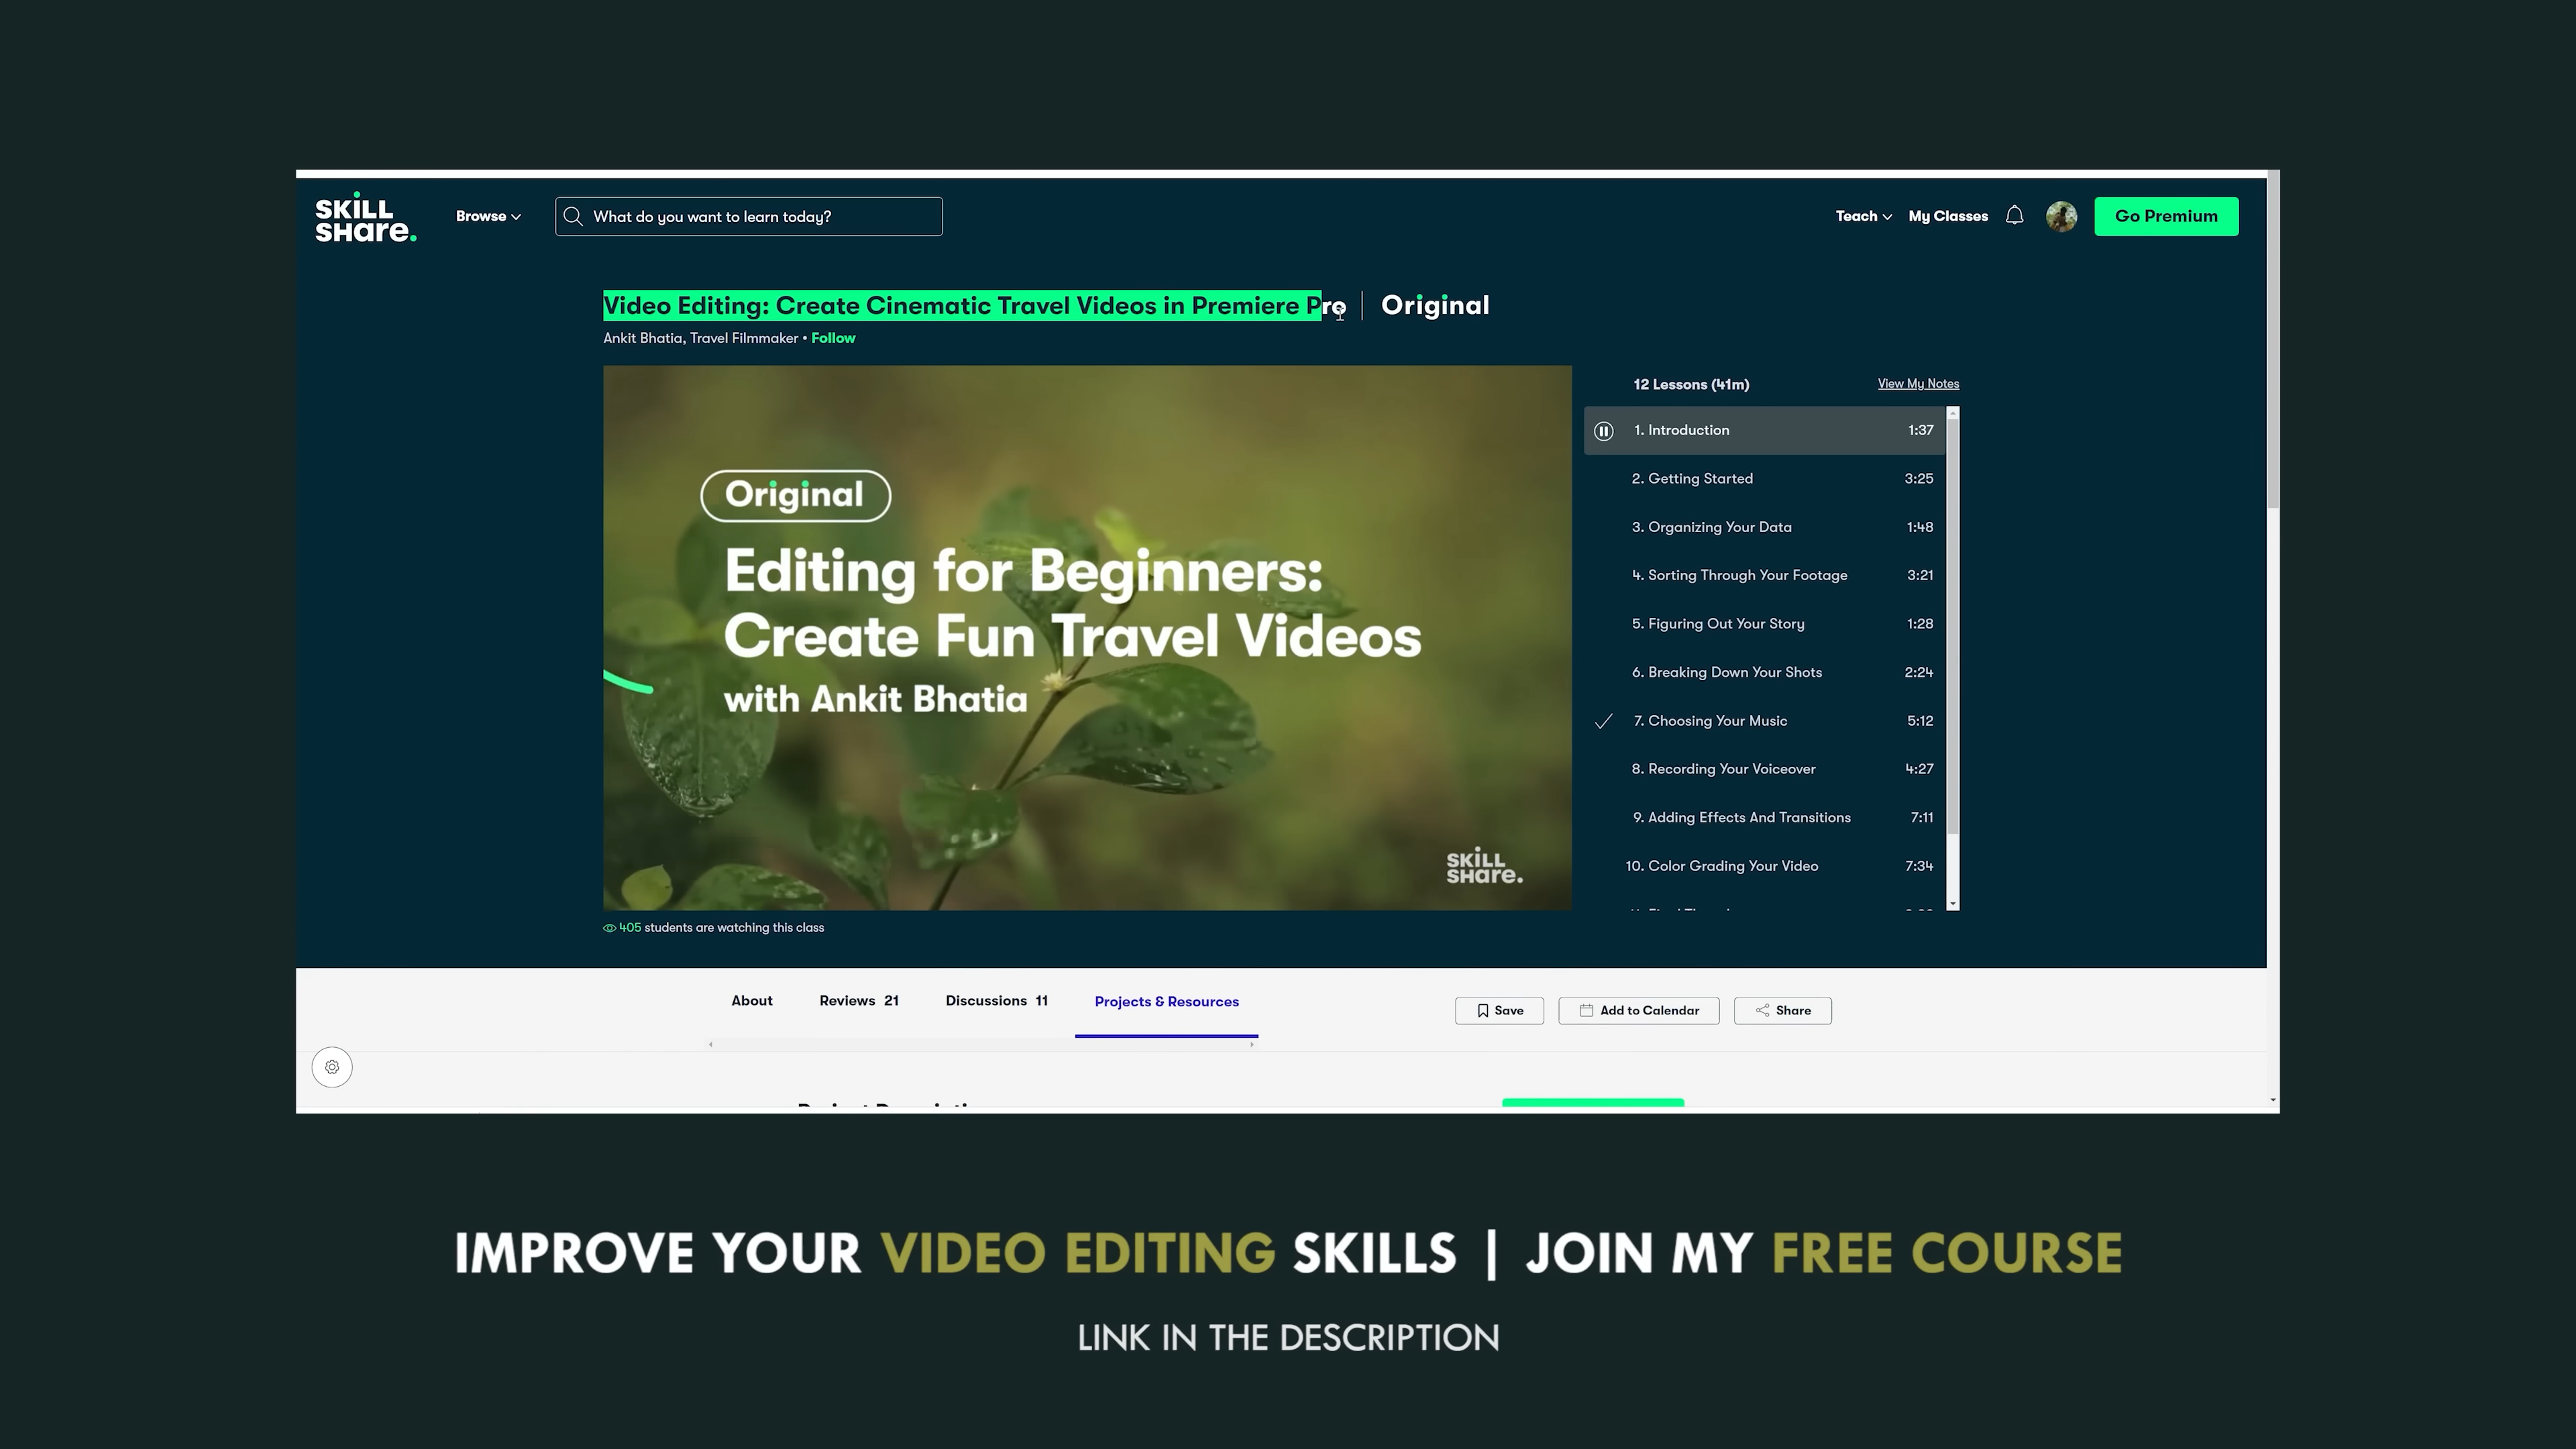 SKILL
SHare.
Browse
What do you want to learn today?
Teach
My Classes
Go Premium
Video Editing: Create Cinematic Travel Videos in Premiere Pro
Original
Ankit Bhatia, Travel Filmmaker • Follow
Original
Editing for Beginners:
Create Fun Travel Videos
with Ankit Bhatia
SKILL
SHare.
12 Lessons (41m)
View My Notes
1. Introduction 1:37
2. Getting Started 3:25
3. Organizing Your Data 1:48
4. Sorting Through Your Footage 3:21
5. Figuring Out Your Story 1:28
6. Breaking Down Your Shots 2:24
7. Choosing Your Music 5:12
8. Recording Your Voiceover 4:27
9. Adding Effects And Transitions 7:11
10. Color Grading Your Video 7:34
405 students are watching this class
About
Reviews 21
Discussions 11
Projects & Resources
Save
Add to Calendar
Share
IMPROVE YOUR VIDEO EDITING SKILLS | JOIN MY FREE COURSE
LINK IN THE DESCRIPTION